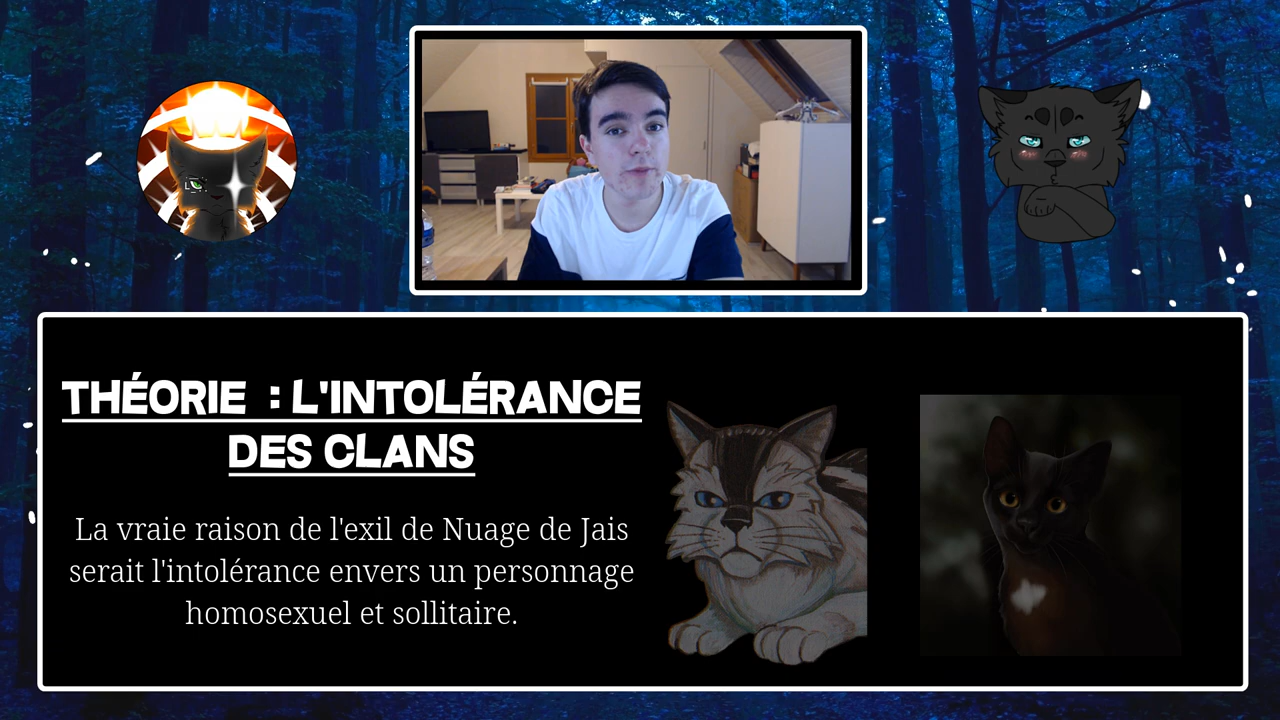 THÉORIE : L'INTOLÉRANCE
DES CLANS
La vraie raison de l'exil de Nuage de Jais
serait l'intolérance envers un personnage
homosexuel et sollitaire.